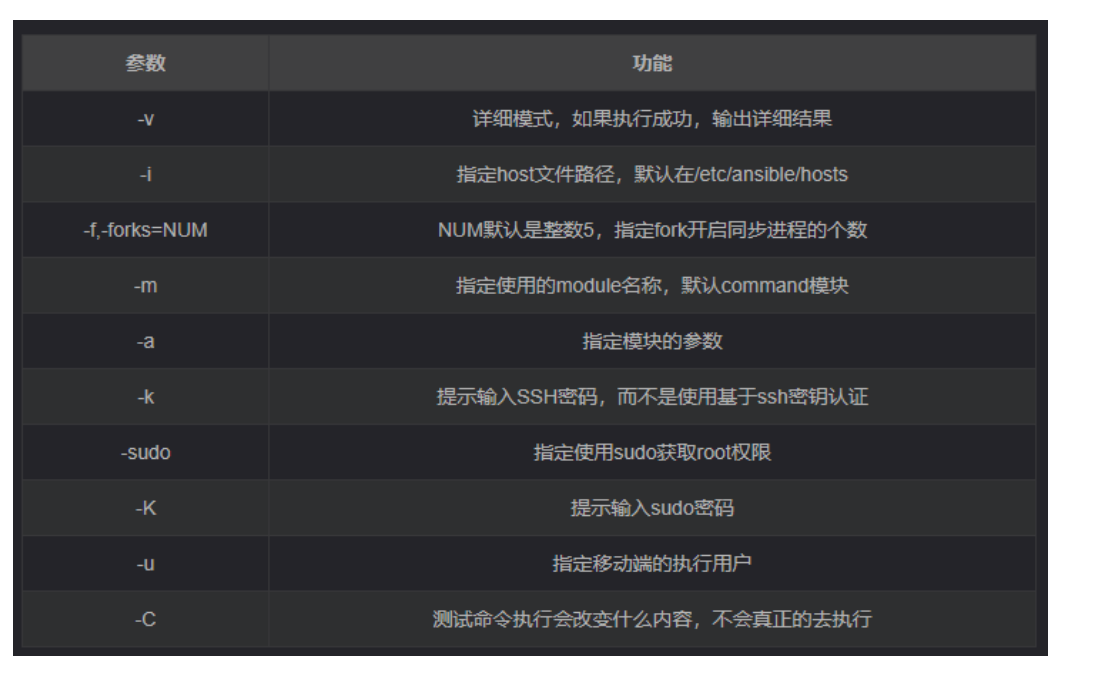 参数 功能
-v 详细模式，如果执行成功，输出详细结果
-i 指定host文件路径，默认在/etc/ansible/hosts
-f,-forks=NUM NUM默认是整数5，指定fork开启同步进程的个数
-m 指定使用的module名称，默认command模块
-a 指定模块的参数
-k 提示输入SSH密码，而不是使用基于ssh密钥认证
-sudo 指定使用sudo获取root权限
-K 提示输入sudo密码
-u 指定移动端的执行用户
-C 测试命令执行会改变什么内容，不会真正的去执行